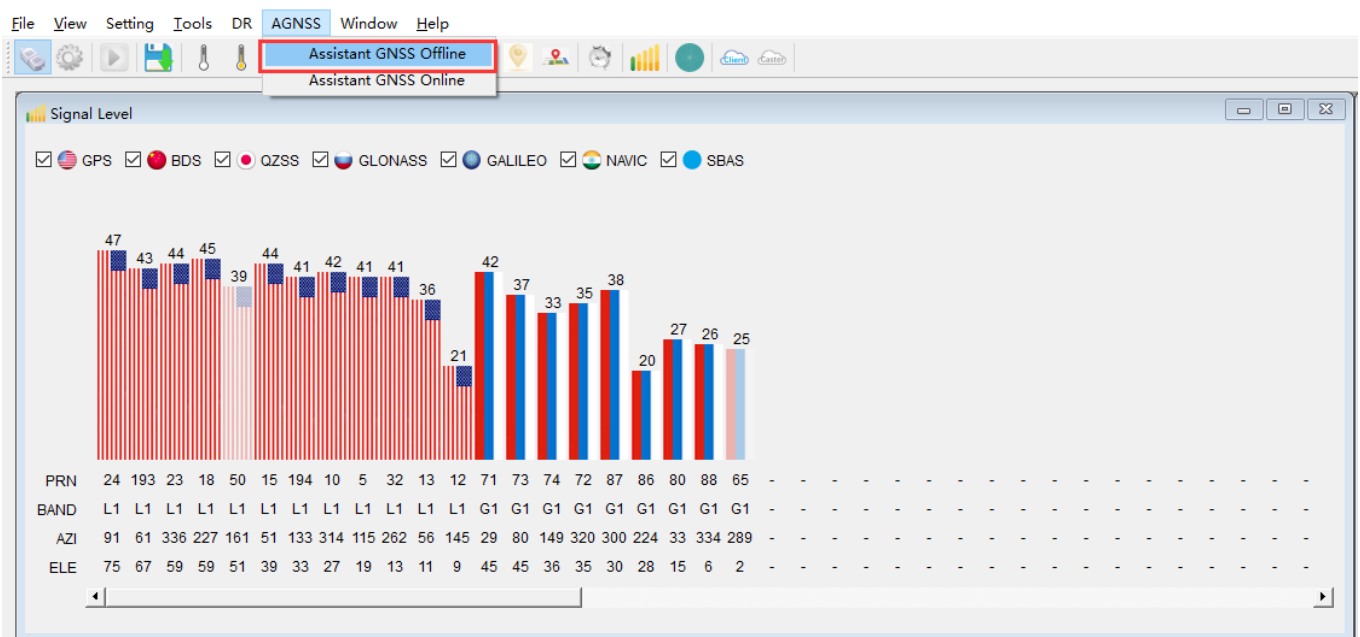 File View Setting Tools DR AGNSS Window Help
Assistant GNSS Offline
Client Caster
Assistant GNSS Online
Signal Level
GPS BDS QZSS GLONASS GALILEO NAVIC SBAS
47 43 44 45 39 44 41 42 41 41 36 21 42 37 33 35 38 20 27 26 25
PRN 24 193 23 18 50 15 194 10 5 32 13 12 71 73 74 72 87 86 80 88 65 - - - - - - - - - - - - - - - - - -
BAND L1 L1 L1 L1 L1 L1 L1 L1 L1 L1 L1 L1 G1 G1 G1 G1 G1 G1 G1 G1 G1 - - - - - - - - - - - - - - - - - -
AZI 91 61 336 227 161 51 133 314 115 262 56 145 29 80 149 320 300 224 33 334 289 - - - - - - - - - - - - - - - - - -
ELE 75 67 59 59 51 39 33 27 19 13 11 9 45 45 36 35 30 28 15 6 2 - - - - - - - - - - - - - - - - - -